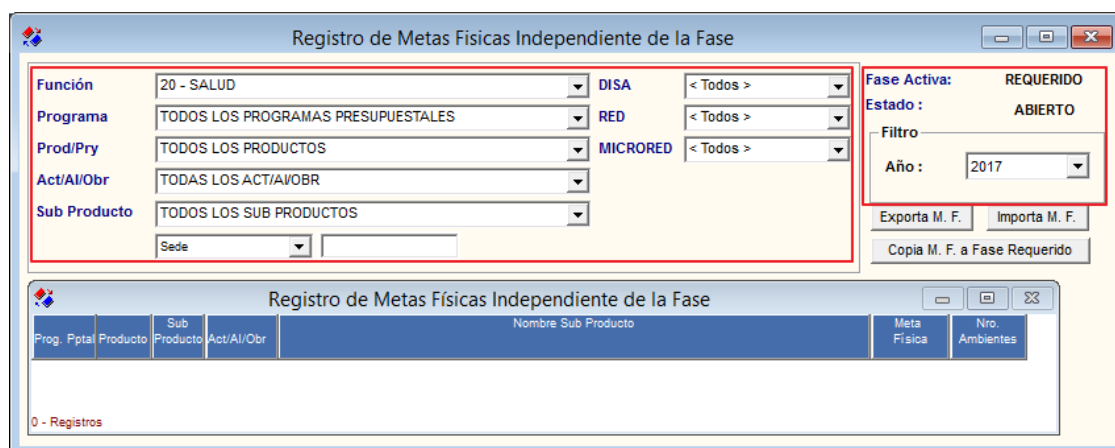 Registro de Metas Fisicas Independiente de la Fase
Función 20 - SALUD DISA < Todos >
Programa TODOS LOS PROGRAMAS PRESUPUESTALES RED < Todos >
Prod/Pry TODOS LOS PRODUCTOS MICRORED < Todos >
Act/AI/Obr TODAS LOS ACT/AI/OBR
Sub Producto TODOS LOS SUB PRODUCTOS
Sede
Fase Activa: REQUERIDO
Estado : ABIERTO
Filtro
Año : 2017
Exporta M. F. Importa M. F.
Copia M. F. a Fase Requerido
Registro de Metas Físicas Independiente de la Fase
Prog. Pptal Producto Sub Producto Act/AI/Obr Nombre Sub Producto Meta Física Nro. Ambientes
0 - Registros